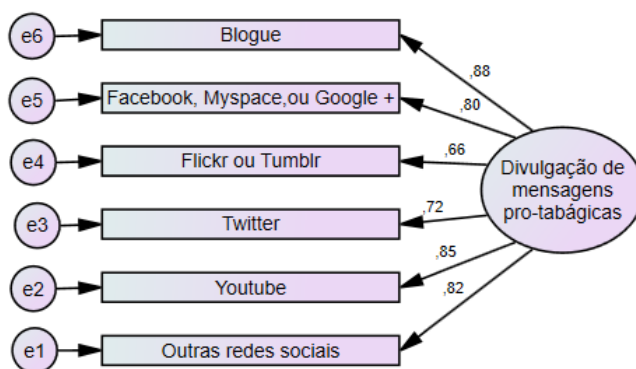 e6
Blogue
,88
e5
Facebook, Myspace,ou Google +
,80
e4
Flickr ou Tumblr
,66
Divulgação de
mensagens
pro-tabágicas
e3
Twitter
,72
e2
Youtube
,85
e1
Outras redes sociais
,82